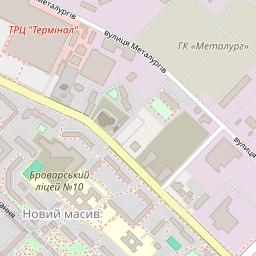 вулиця Металургів
ТРЦ "Термінал"
вулиця Металургів
ГК «Металург»
вулиця
Броварський
ліцей №10
Новий масив